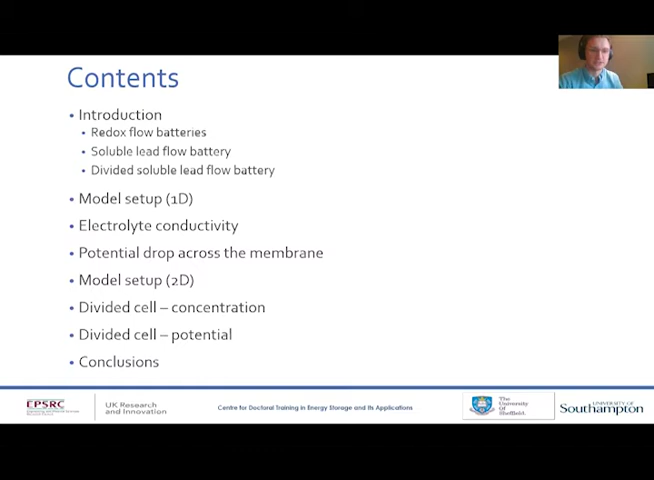 Contents
• Introduction
• Redox flow batteries
• Soluble lead flow battery
• Divided soluble lead flow battery
• Model setup (1D)
• Electrolyte conductivity
• Potential drop across the membrane
• Model setup (2D)
• Divided cell – concentration
• Divided cell – potential
• Conclusions
EPSRC
UK Research
and Innovation
Centre for Doctoral Training in Energy Storage and its Applications
The
University
Of
Sheffield.
UNIVERSITY OF
Southampton